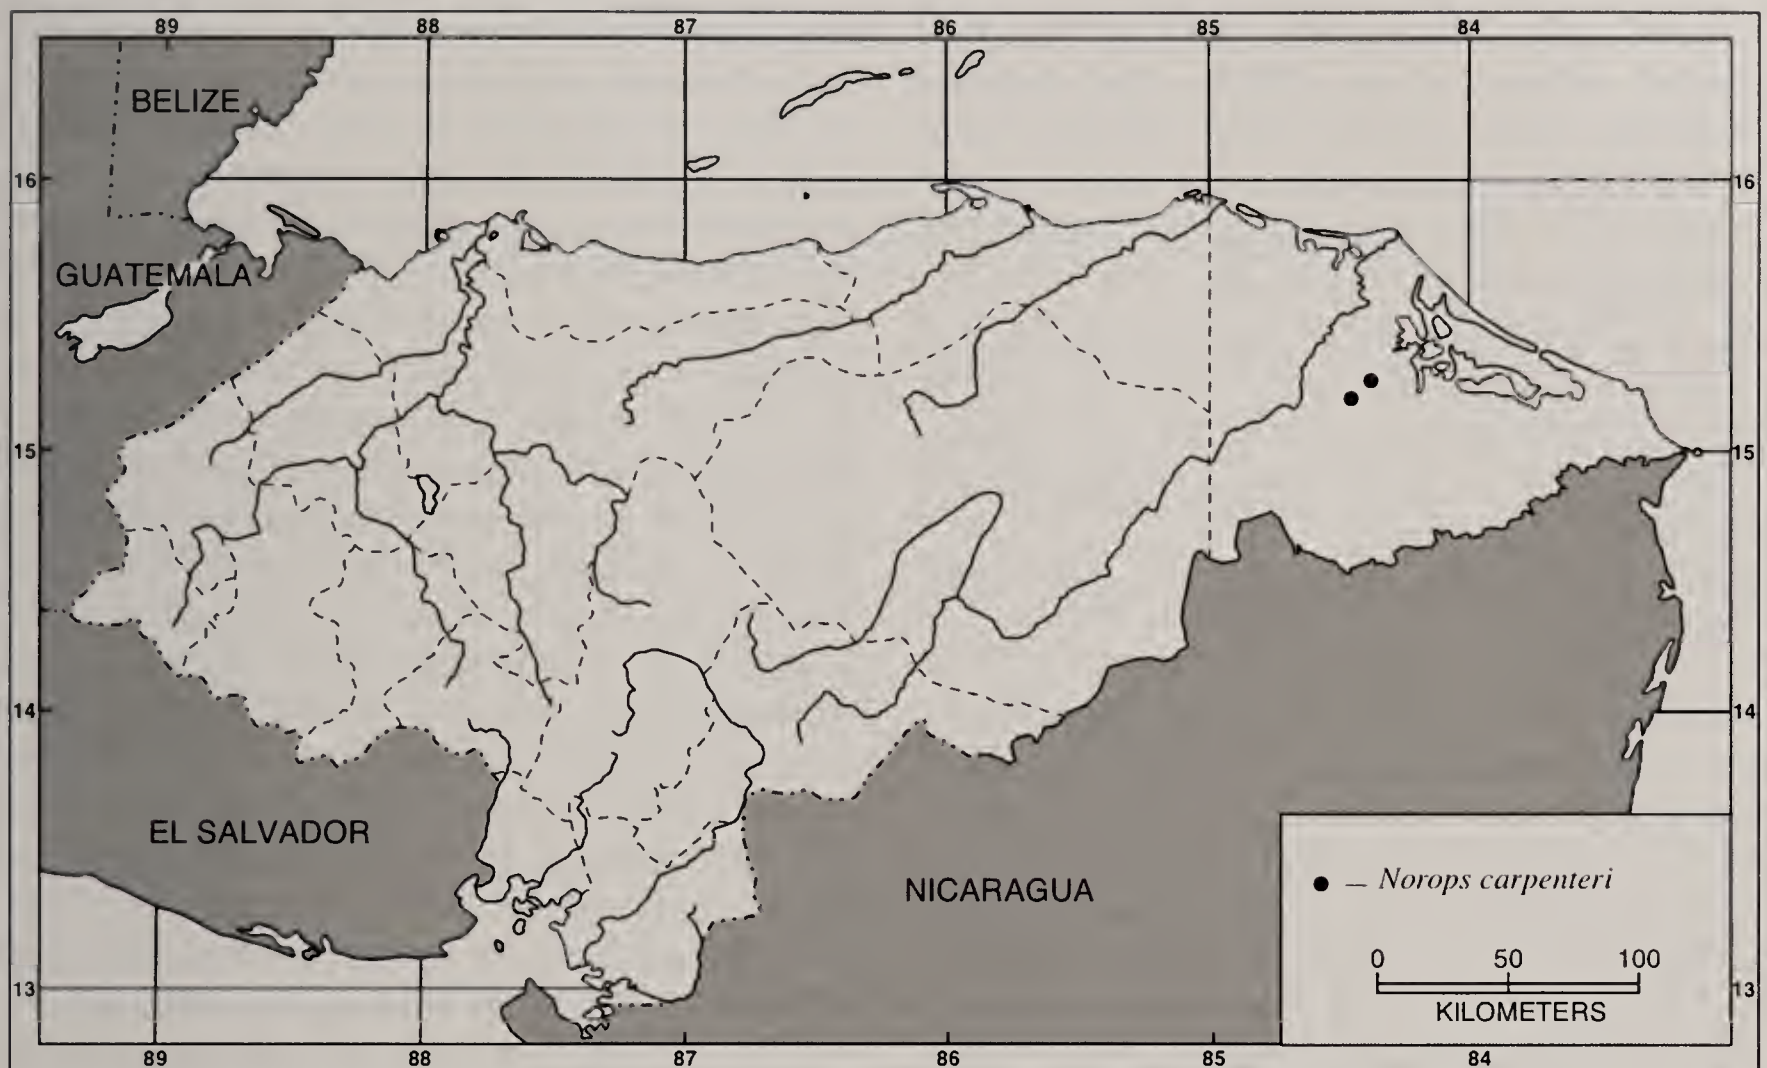 89 88 87 86 85 84
BELIZE
16 16
GUATEMALA
15 15
14 14
EL SALVADOR
NICARAGUA
● – Norops carpenteri
0 50 100
13 13
KILOMETERS
89 88 87 86 85 84